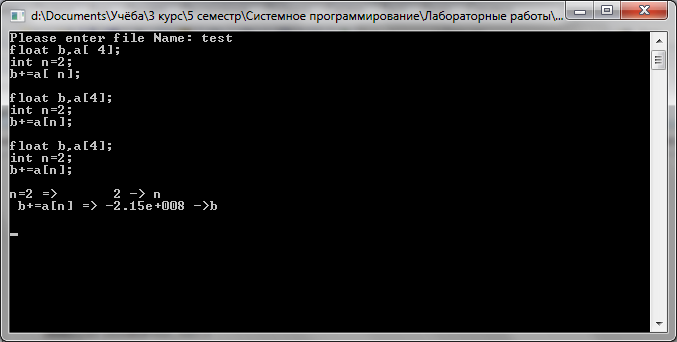 d:\Documents\Учёба\3 курс\5 семестр\Системное программирование\Лабораторные работы\...
Please enter file Name: test
float b,a[ 4];
int n=2;
b+=a[ n];
float b,a[4];
int n=2;
b+=a[n];
float b,a[4];
int n=2;
b+=a[n];
n=2 =>       2 -> n
 b+=a[n] => -2.15e+008 ->b